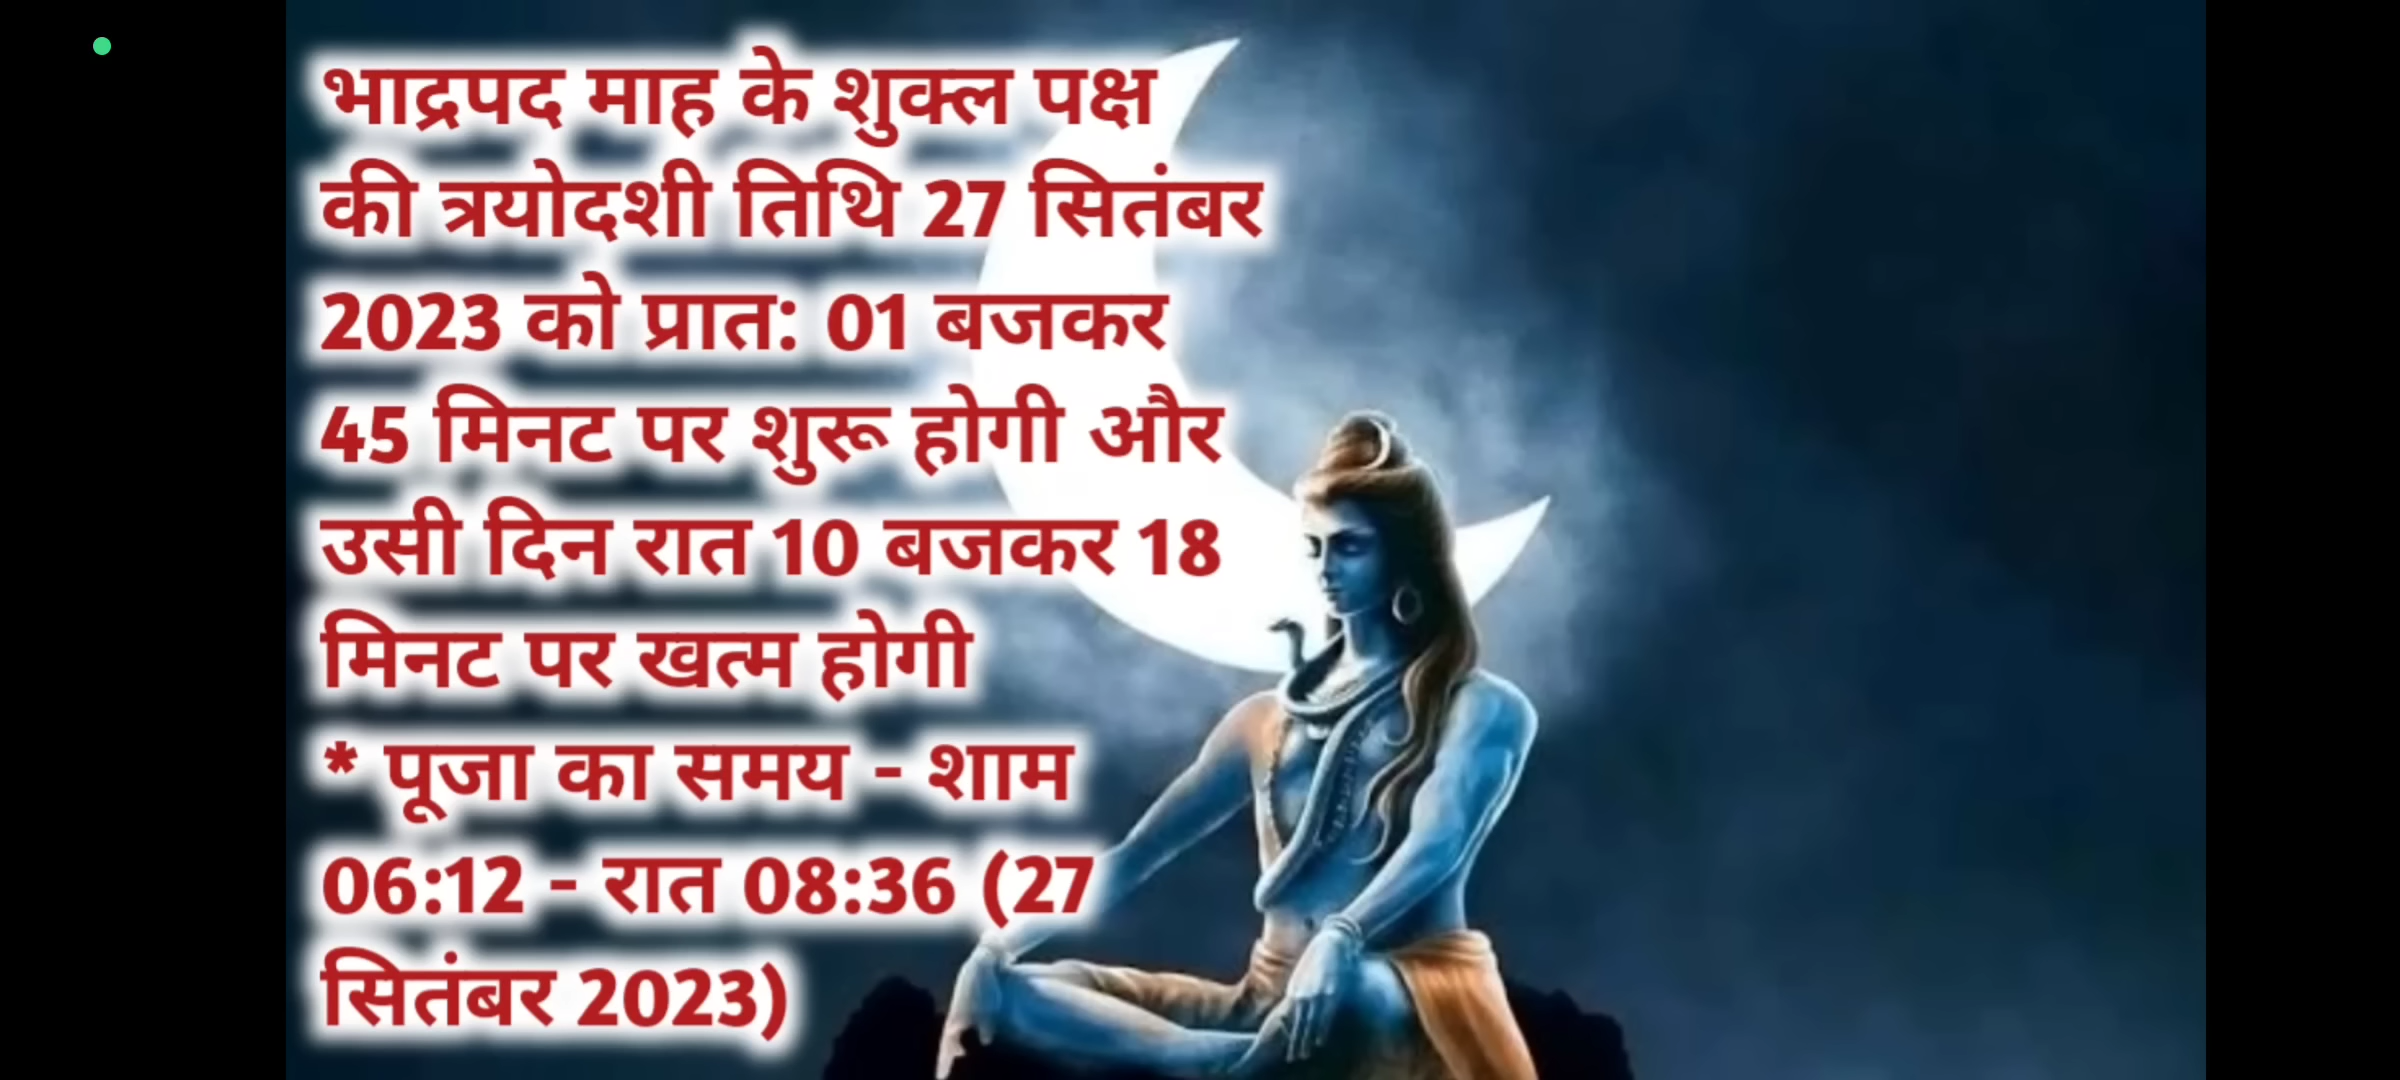 भाद्रपद माह के शुक्ल पक्ष
की त्रयोदशी तिथि 27 सितंबर
2023 को प्रात: 01 बजकर
45 मिनट पर शुरू होगी और
उसी दिन रात 10 बजकर 18
मिनट पर खत्म होगी
* पूजा का समय - शाम
06:12 - रात 08:36 (27
सितंबर 2023)